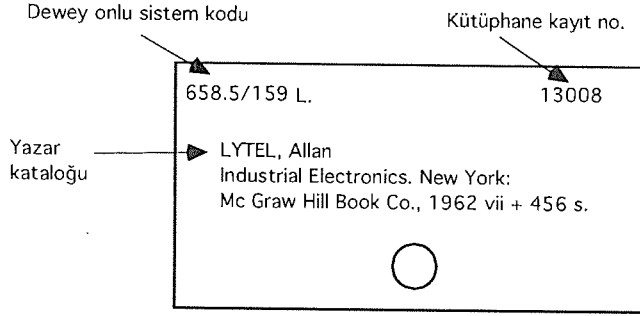 Dewey onlu sistem kodu
Kütüphane kayıt no.
658.5/159 L.
13008
Yazar
kataloğu
LYTEL, Allan
Industrial Electronics. New York:
Mc Graw Hill Book Co., 1962 vii + 456 s.